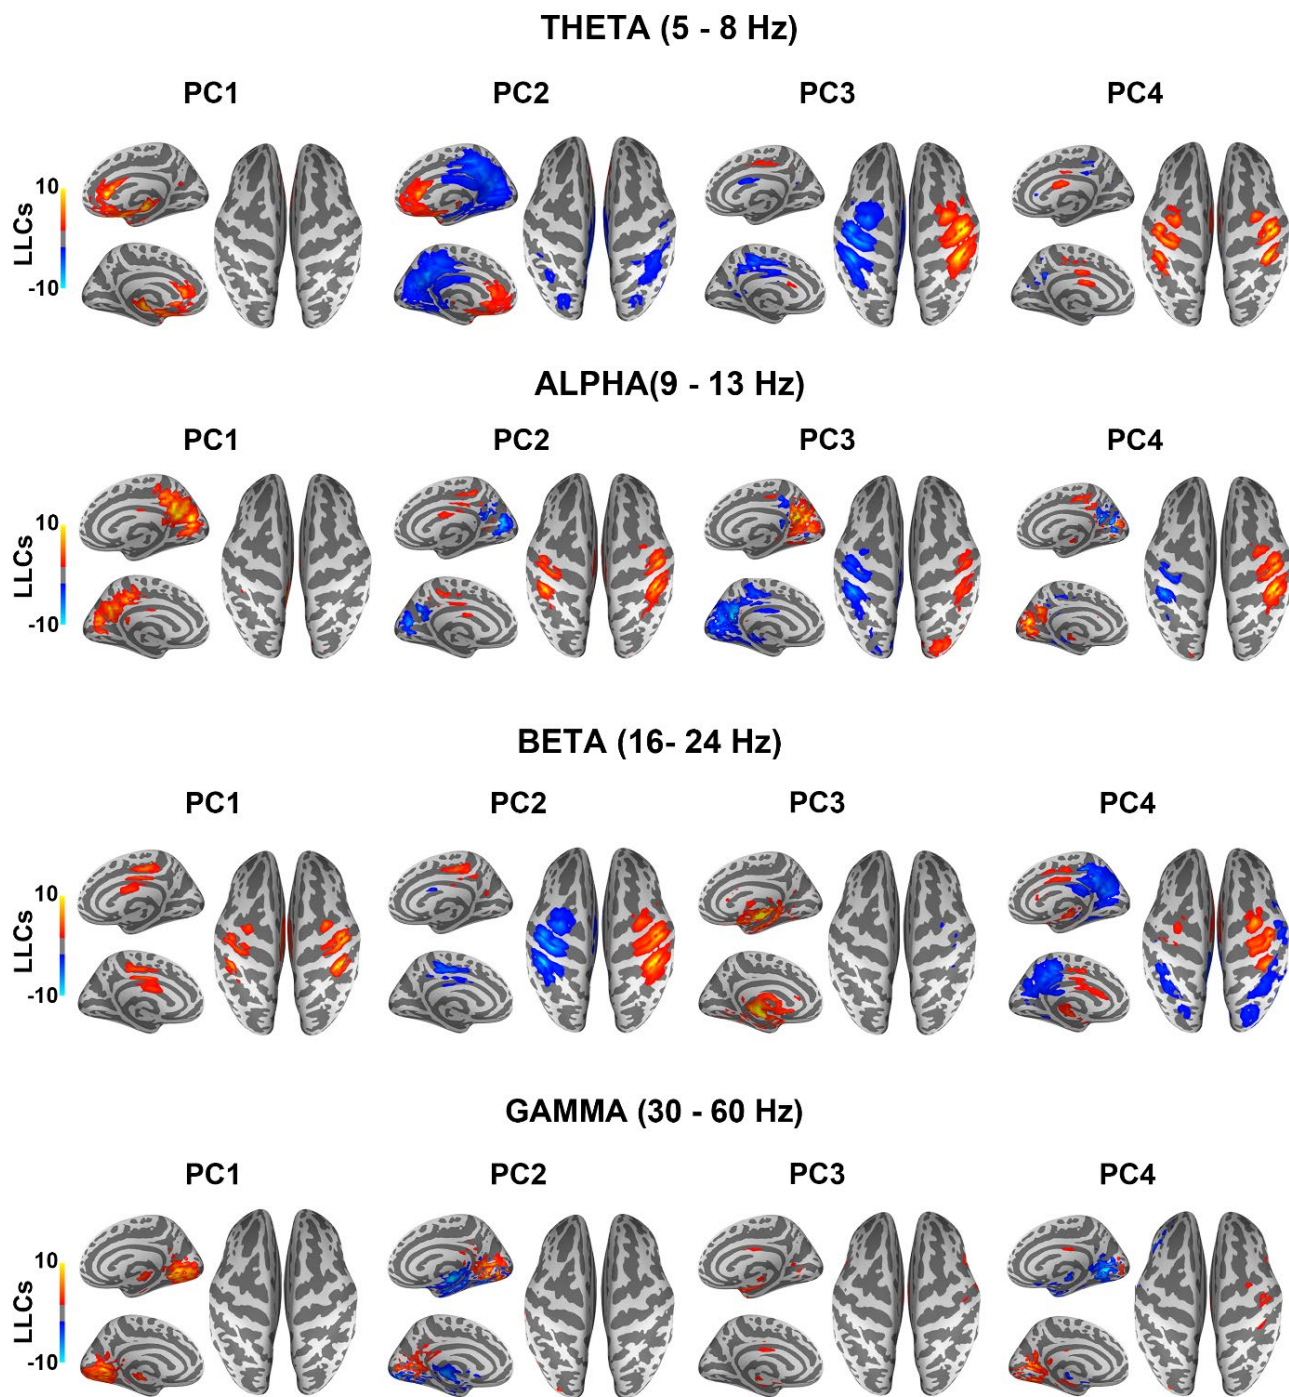 THETA (5 - 8 Hz)
PC1 PC2 PC3 PC4
10
LLCs
-10
ALPHA(9 - 13 Hz)
PC1 PC2 PC3 PC4
10
LLCs
-10
BETA (16- 24 Hz)
PC1 PC2 PC3 PC4
10
LLCs
-10
GAMMA (30 - 60 Hz)
PC1 PC2 PC3 PC4
10
LLCs
-10